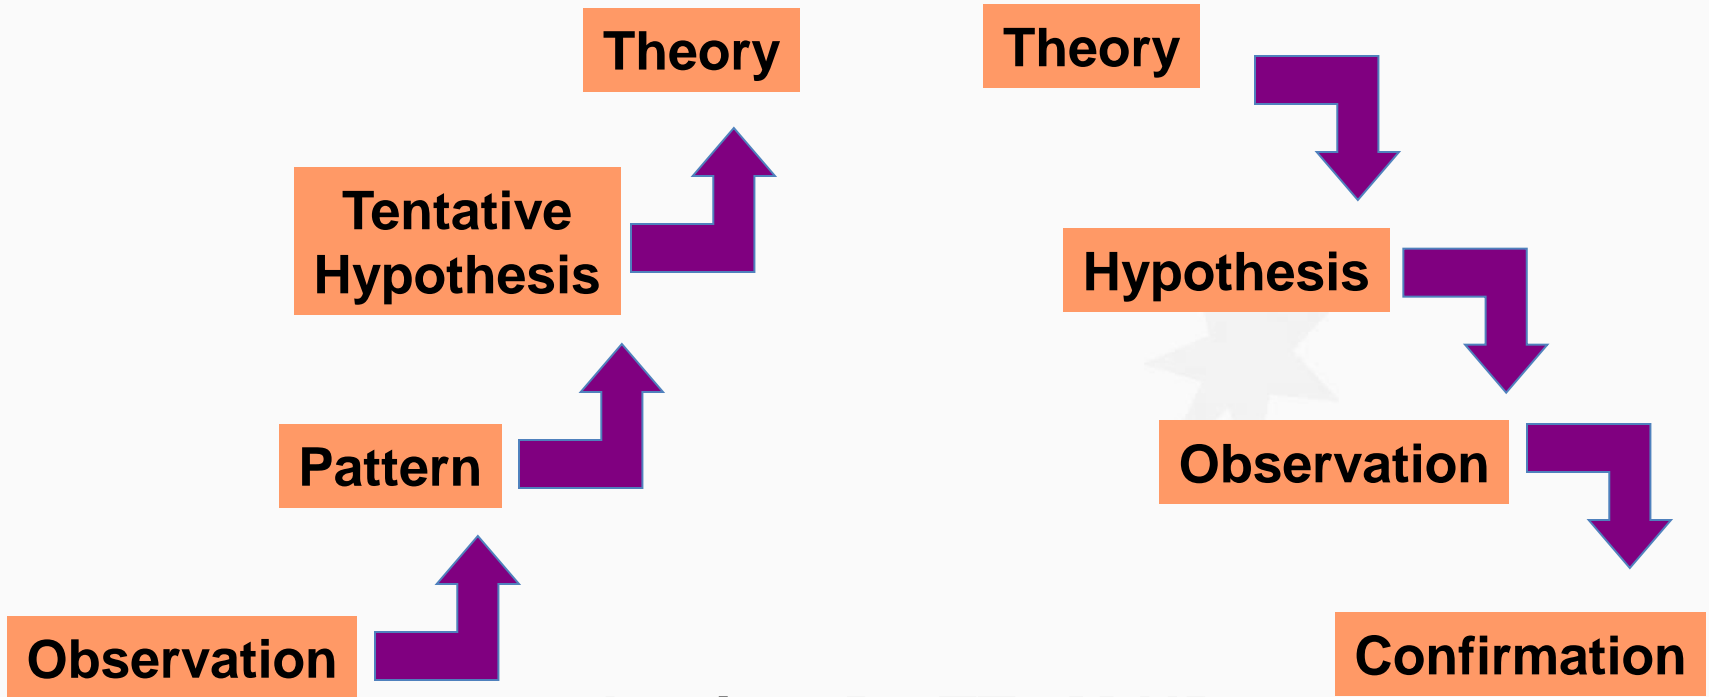 Theory
Tentative
Hypothesis
Pattern
Observation
Theory
Hypothesis
Observation
Confirmation